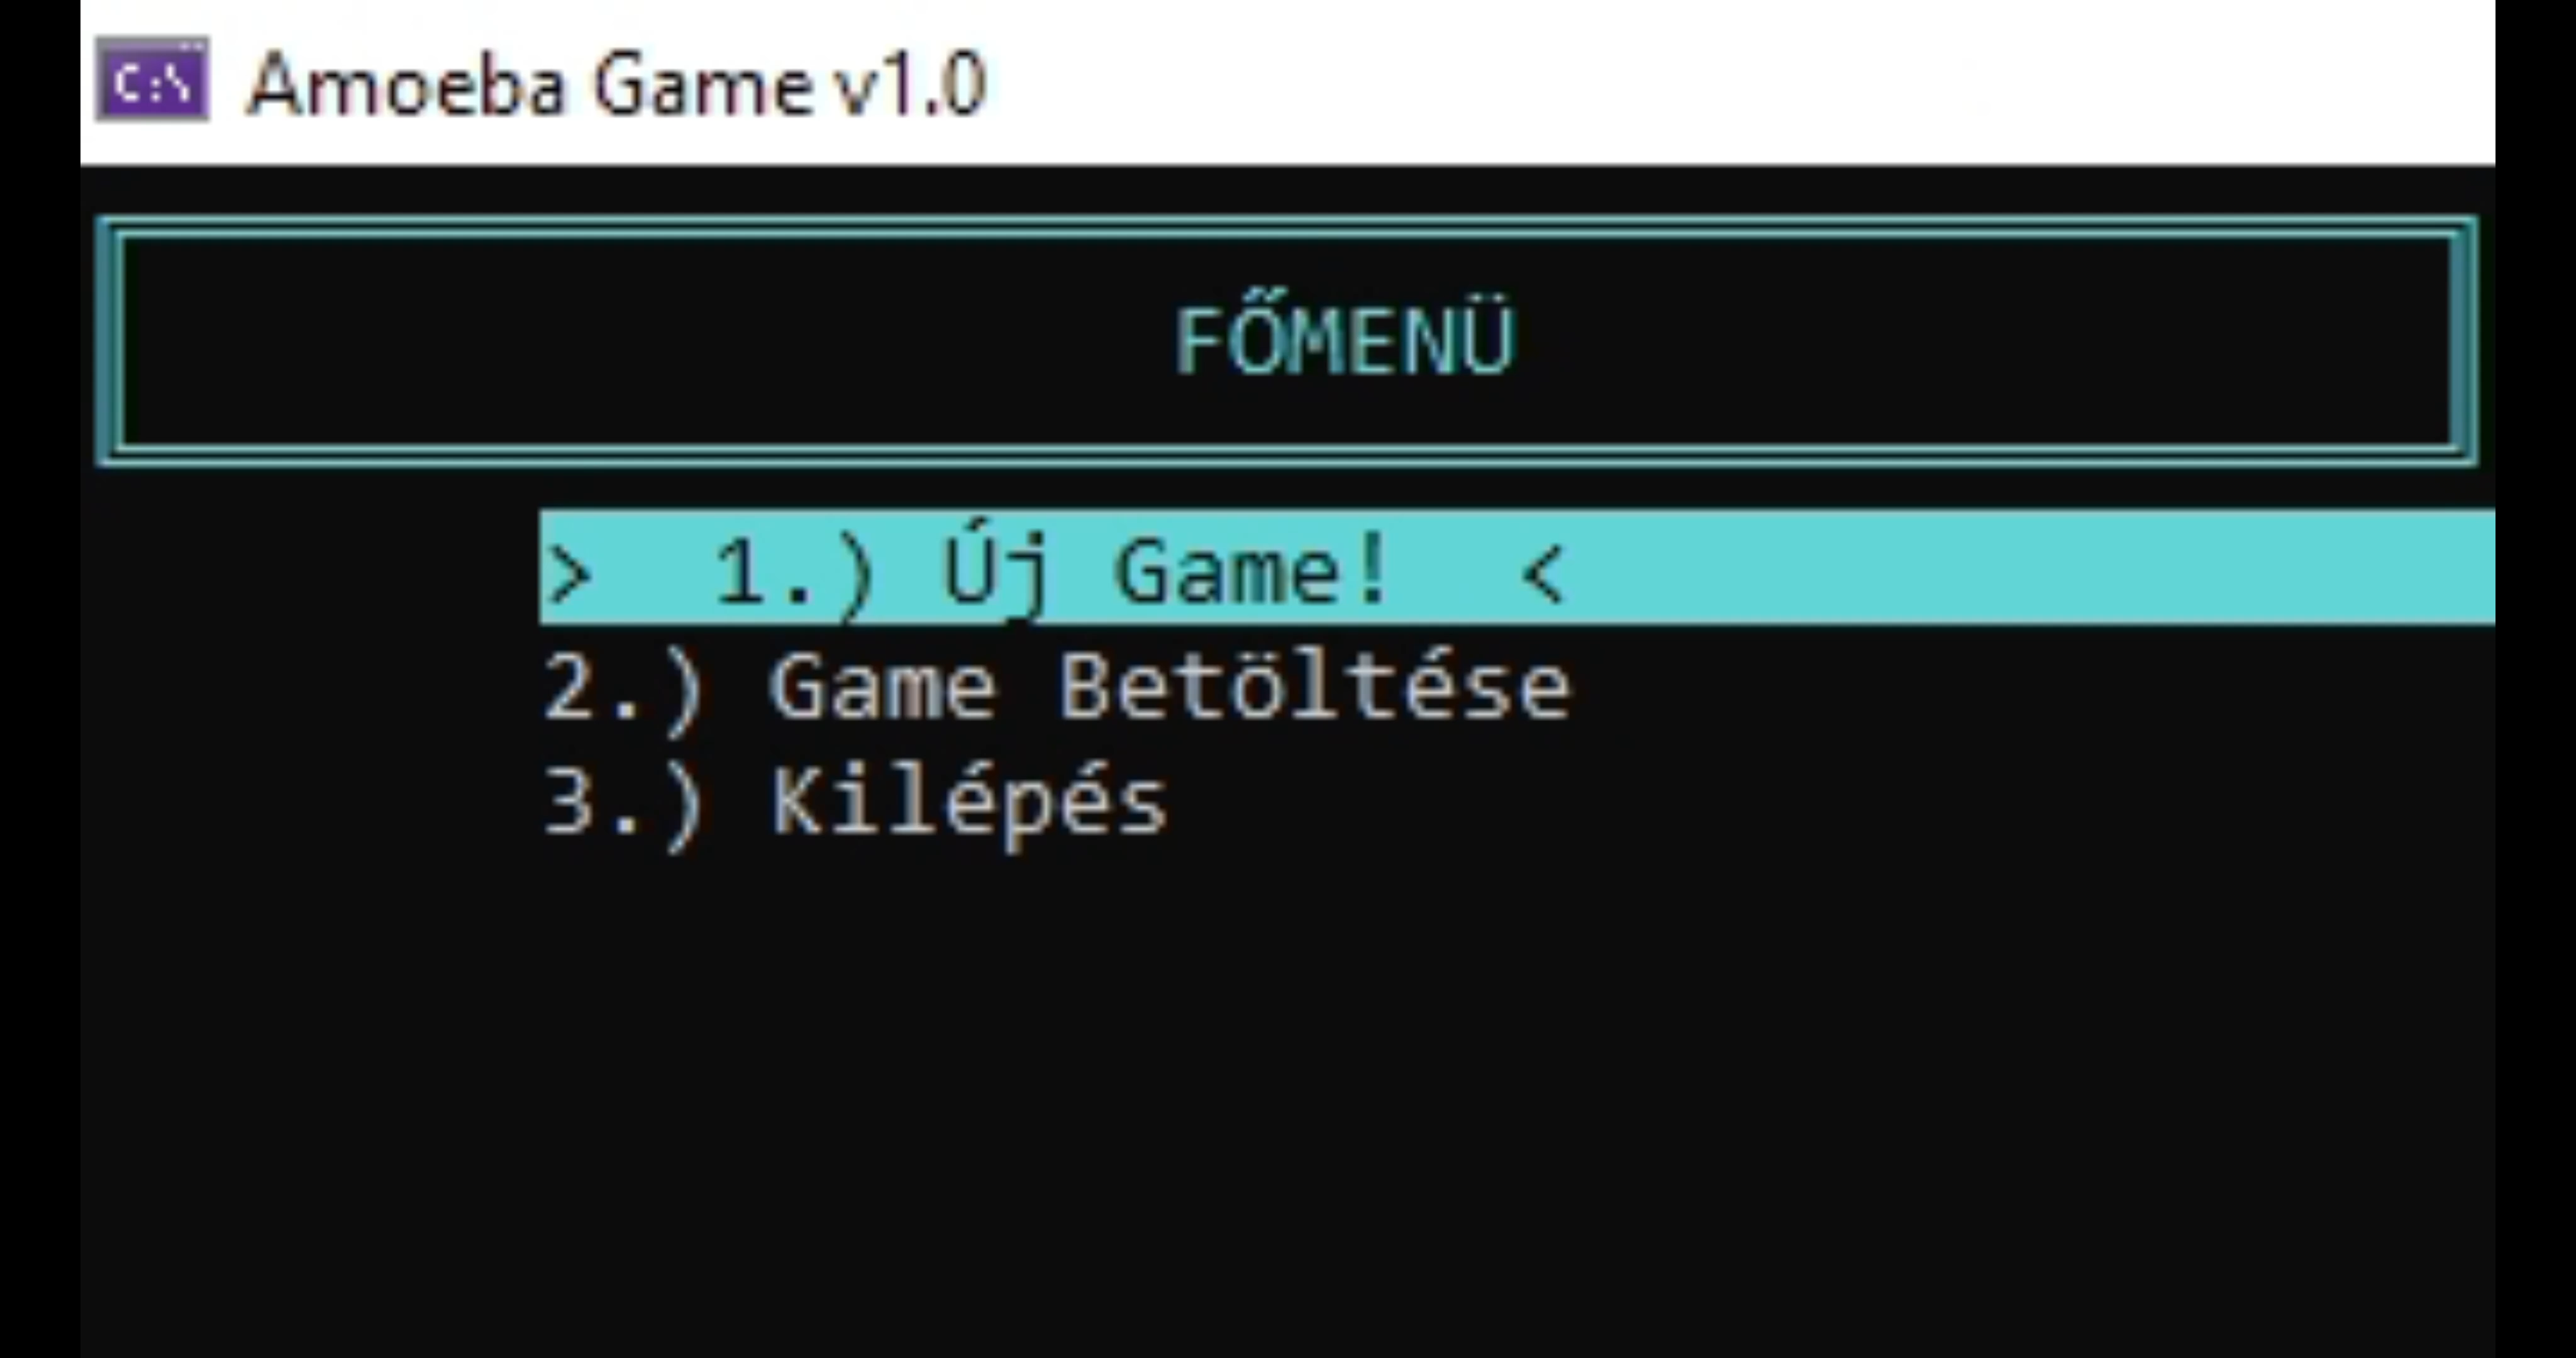 C:\ Amoeba Game v1.0
FŐMENÜ
>  1.) Új Game!  <
2.) Game Betöltése
3.) Kilépés